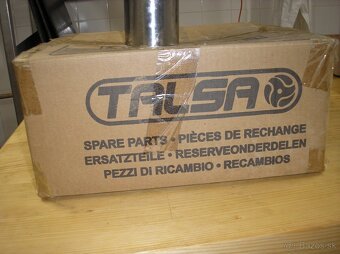 TALSA
SPARE PARTS • PIÈCES DE RECHANGE
ERSATZTEILE • RESERVEONDERDELEN
PEZZI DI RICAMBIO • RECAMBIOS